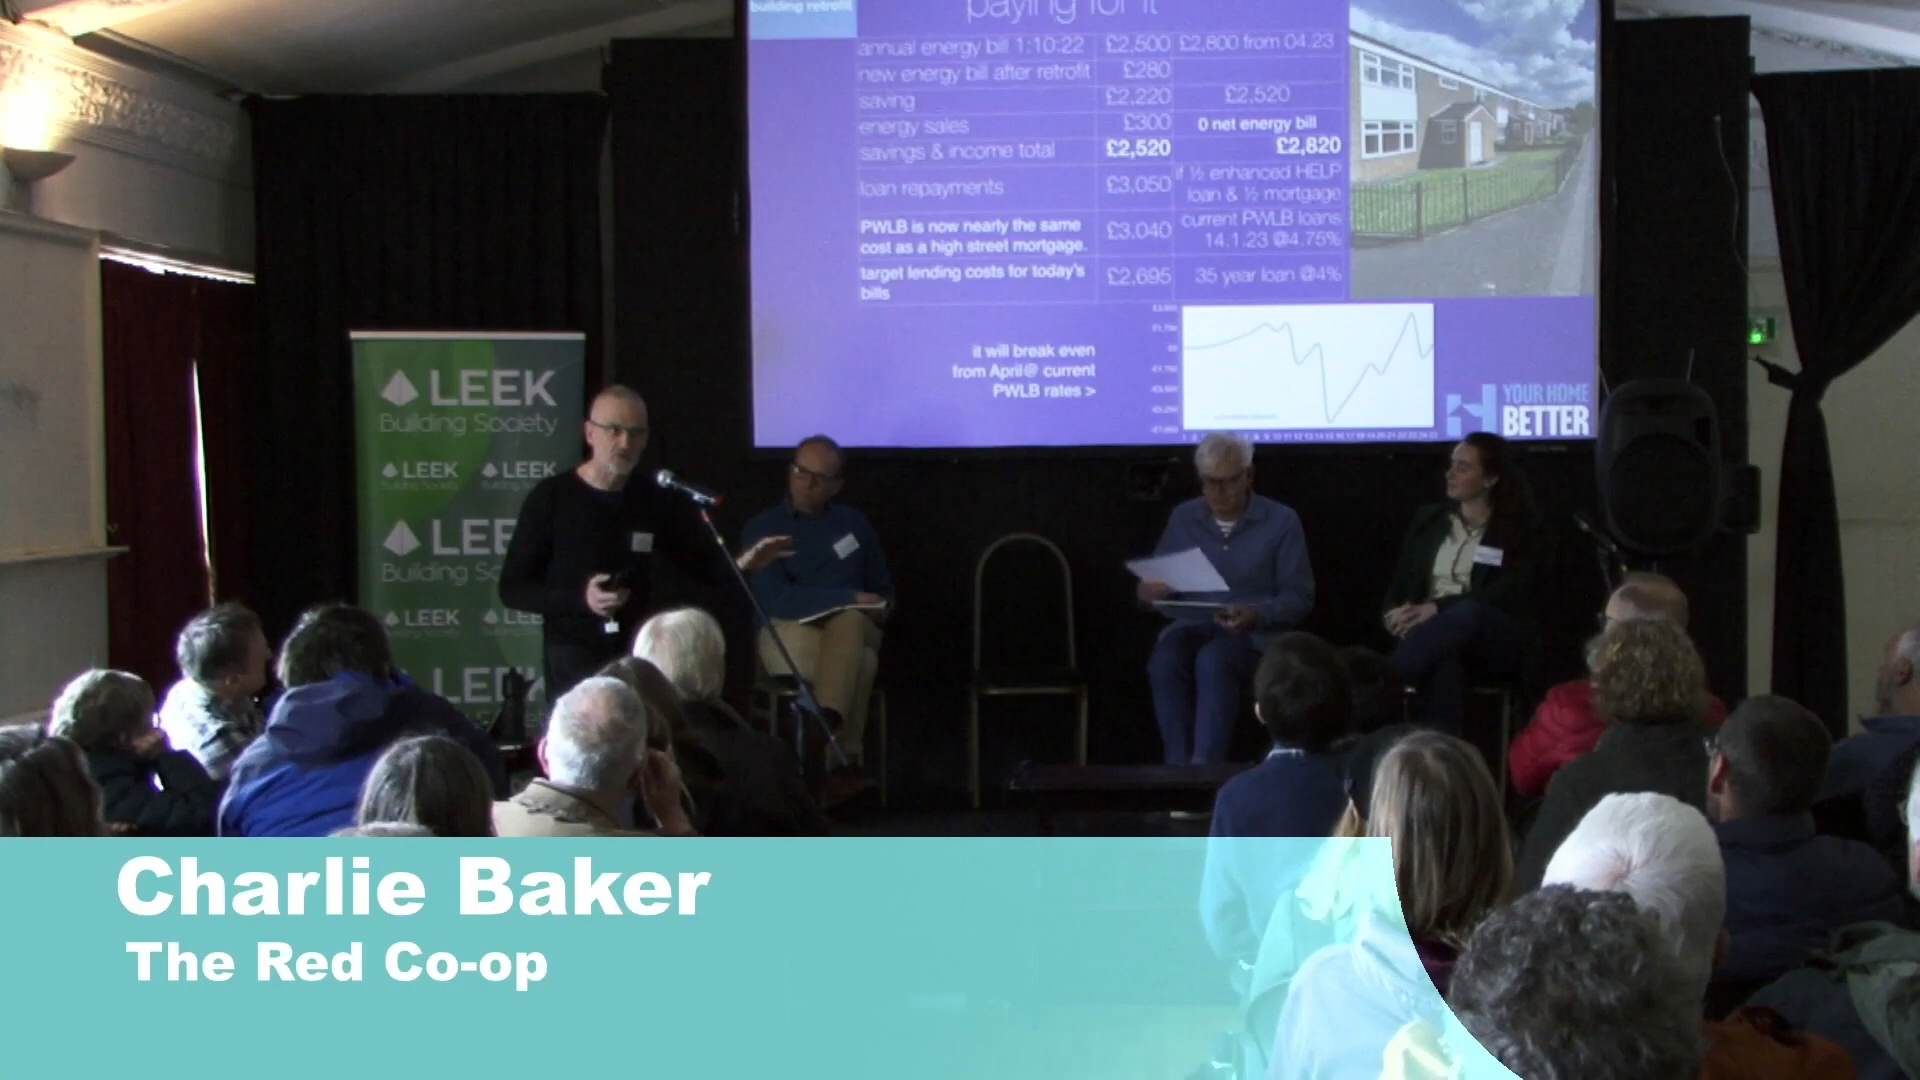 building retrofit
paying for it
annual energy bill 1:10:22 £2,500 £2,800 from 04.23
new energy bill after retrofit £280
saving £2,220 £2,520
energy sales £300 0 net energy bill
savings & income total £2,520 £2,820
loan repayments £3,050 if ½ enhanced HELP
loan & ½ mortgage
PWLB is now nearly the same
cost as a high street mortgage. £3,040 current PWLB loans
14.1.23 @4.75%
target lending costs for today's
bills £2,695 35 year loan @4%
it will break even
from April@ current
PWLB rates >
YOUR HOME
BETTER
LEEK
Building Society
LEEK LEEK
Building Society
LEE
Building So
LEEK LEE
LEEK
Charlie Baker
The Red Co-op